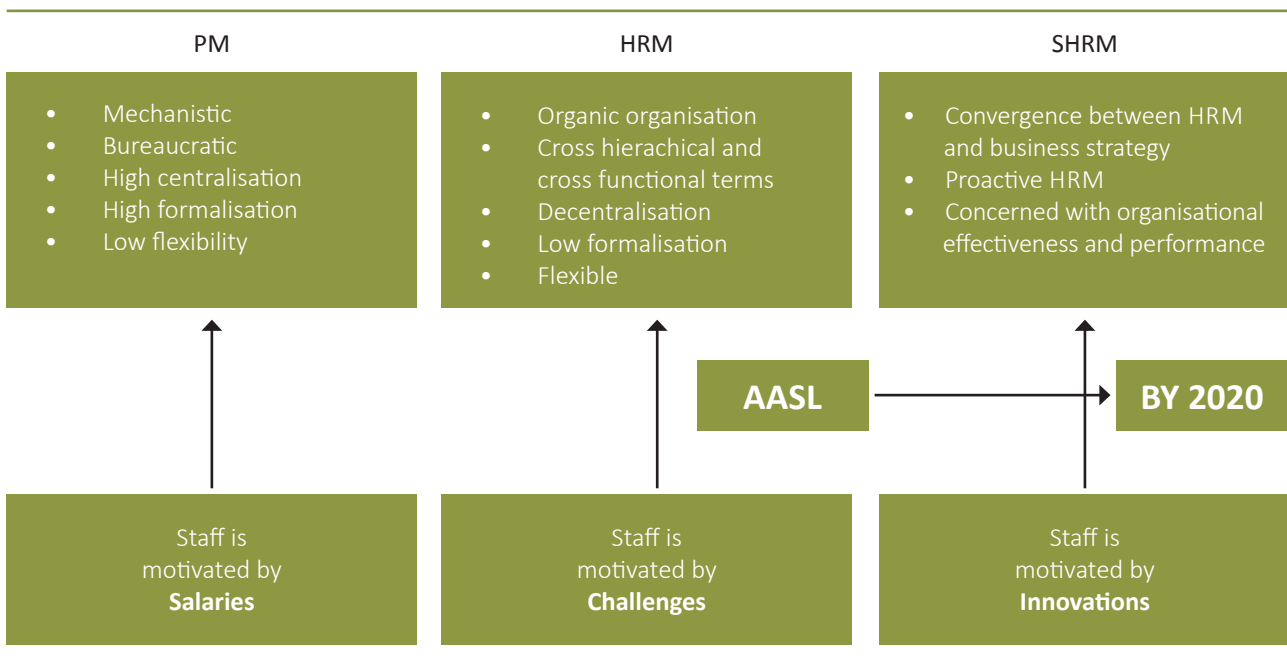 PM
• Mechanistic
• Bureaucratic
• High centralisation
• High formalisation
• Low flexibility
HRM
• Organic organisation
• Cross hierachical and
cross functional terms
• Decentralisation
• Low formalisation
• Flexible
SHRM
• Convergence between HRM
and business strategy
• Proactive HRM
• Concerned with organisational
effectiveness and performance
AASL
BY 2020
Staff is
motivated by
Salaries
Staff is
motivated by
Challenges
Staff is
motivated by
Innovations